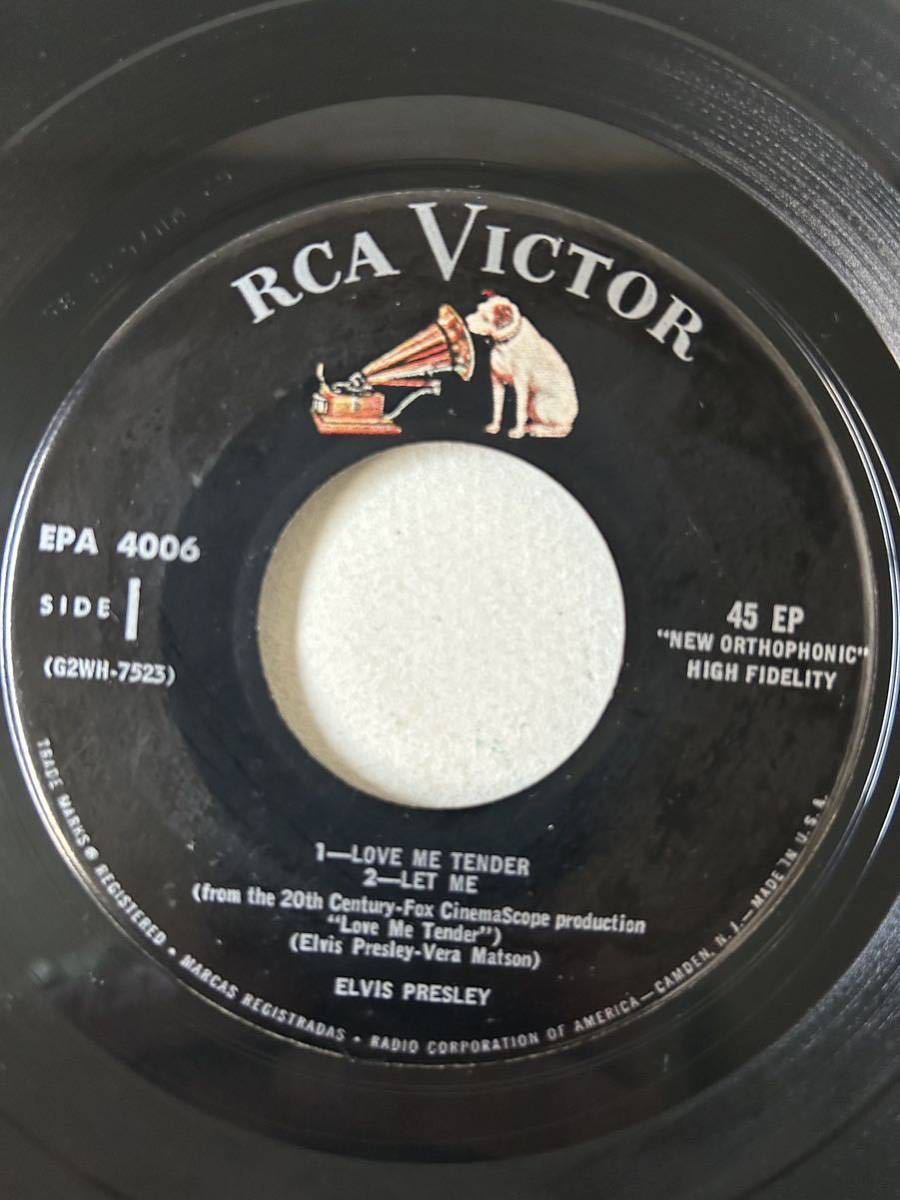 RCA VICTOR
EPA 4006
SIDE 1
(G2WH-7523)
45 EP
"NEW ORTHOPHONIC"
HIGH FIDELITY
1—LOVE ME TENDER
2—LET ME
(from the 20th Century-Fox CinemaScope production
"Love Me Tender")
(Elvis Presley-Vera Matson)
ELVIS PRESLEY
TRADE MARKS ® REGISTERED • MARCAS REGISTRADAS • RADIO CORPORATION OF AMERICA—CAMDEN, N. J.—MADE IN U.S.A.